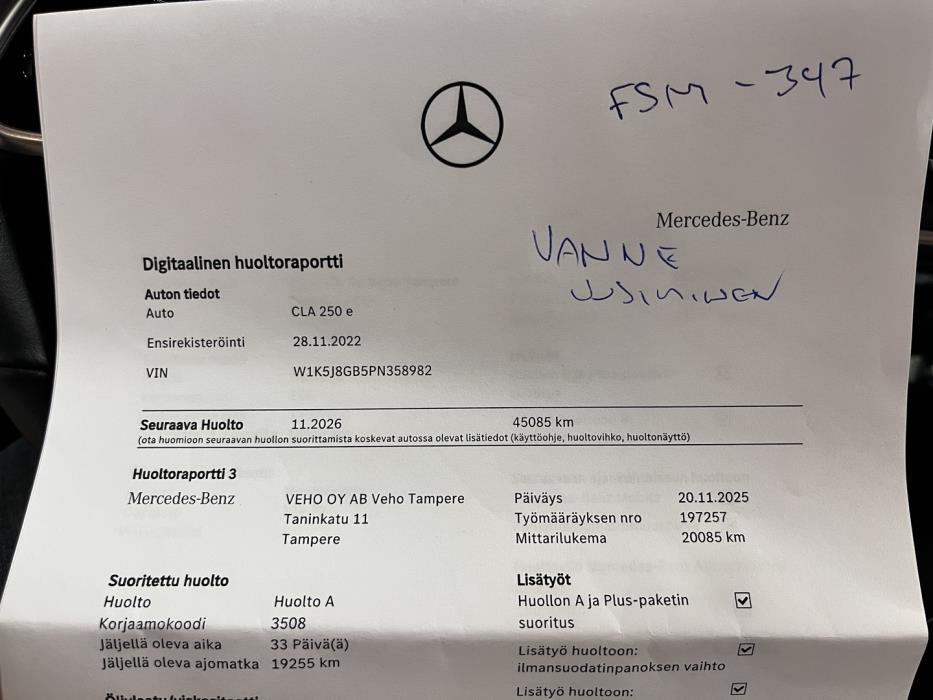 FSM - 347
Mercedes-Benz
VANNE
UUSIMINEN
Digitaalinen huoltoraportti
Auton tiedot
Auto CLA 250 e
Ensirekisteröinti 28.11.2022
VIN W1K5J8GB5PN358982
Seuraava Huolto 11.2026 45085 km
(ota huomioon seuraavan huollon suorittamista koskevat autossa olevat lisätiedot (käyttöohje, huoltovihko, huoltonäyttö)
Huoltoraportti 3
Mercedes-Benz VEHO OY AB Veho Tampere Päiväys 20.11.2025
Taninkatu 11 Työmääräyksen nro 197257
Tampere Mittarilukema 20085 km
Suoritettu huolto Lisätyöt
Huolto Huolto A Huollon A ja Plus-paketin
Korjaamokoodi 3508 suoritus
Jäljellä oleva aika 33 Päivä(ä) Lisätyö huoltoon:
Jäljellä oleva ajomatka 19255 km ilmansuodatinpanoksen vaihto
Lisätyö huoltoon: